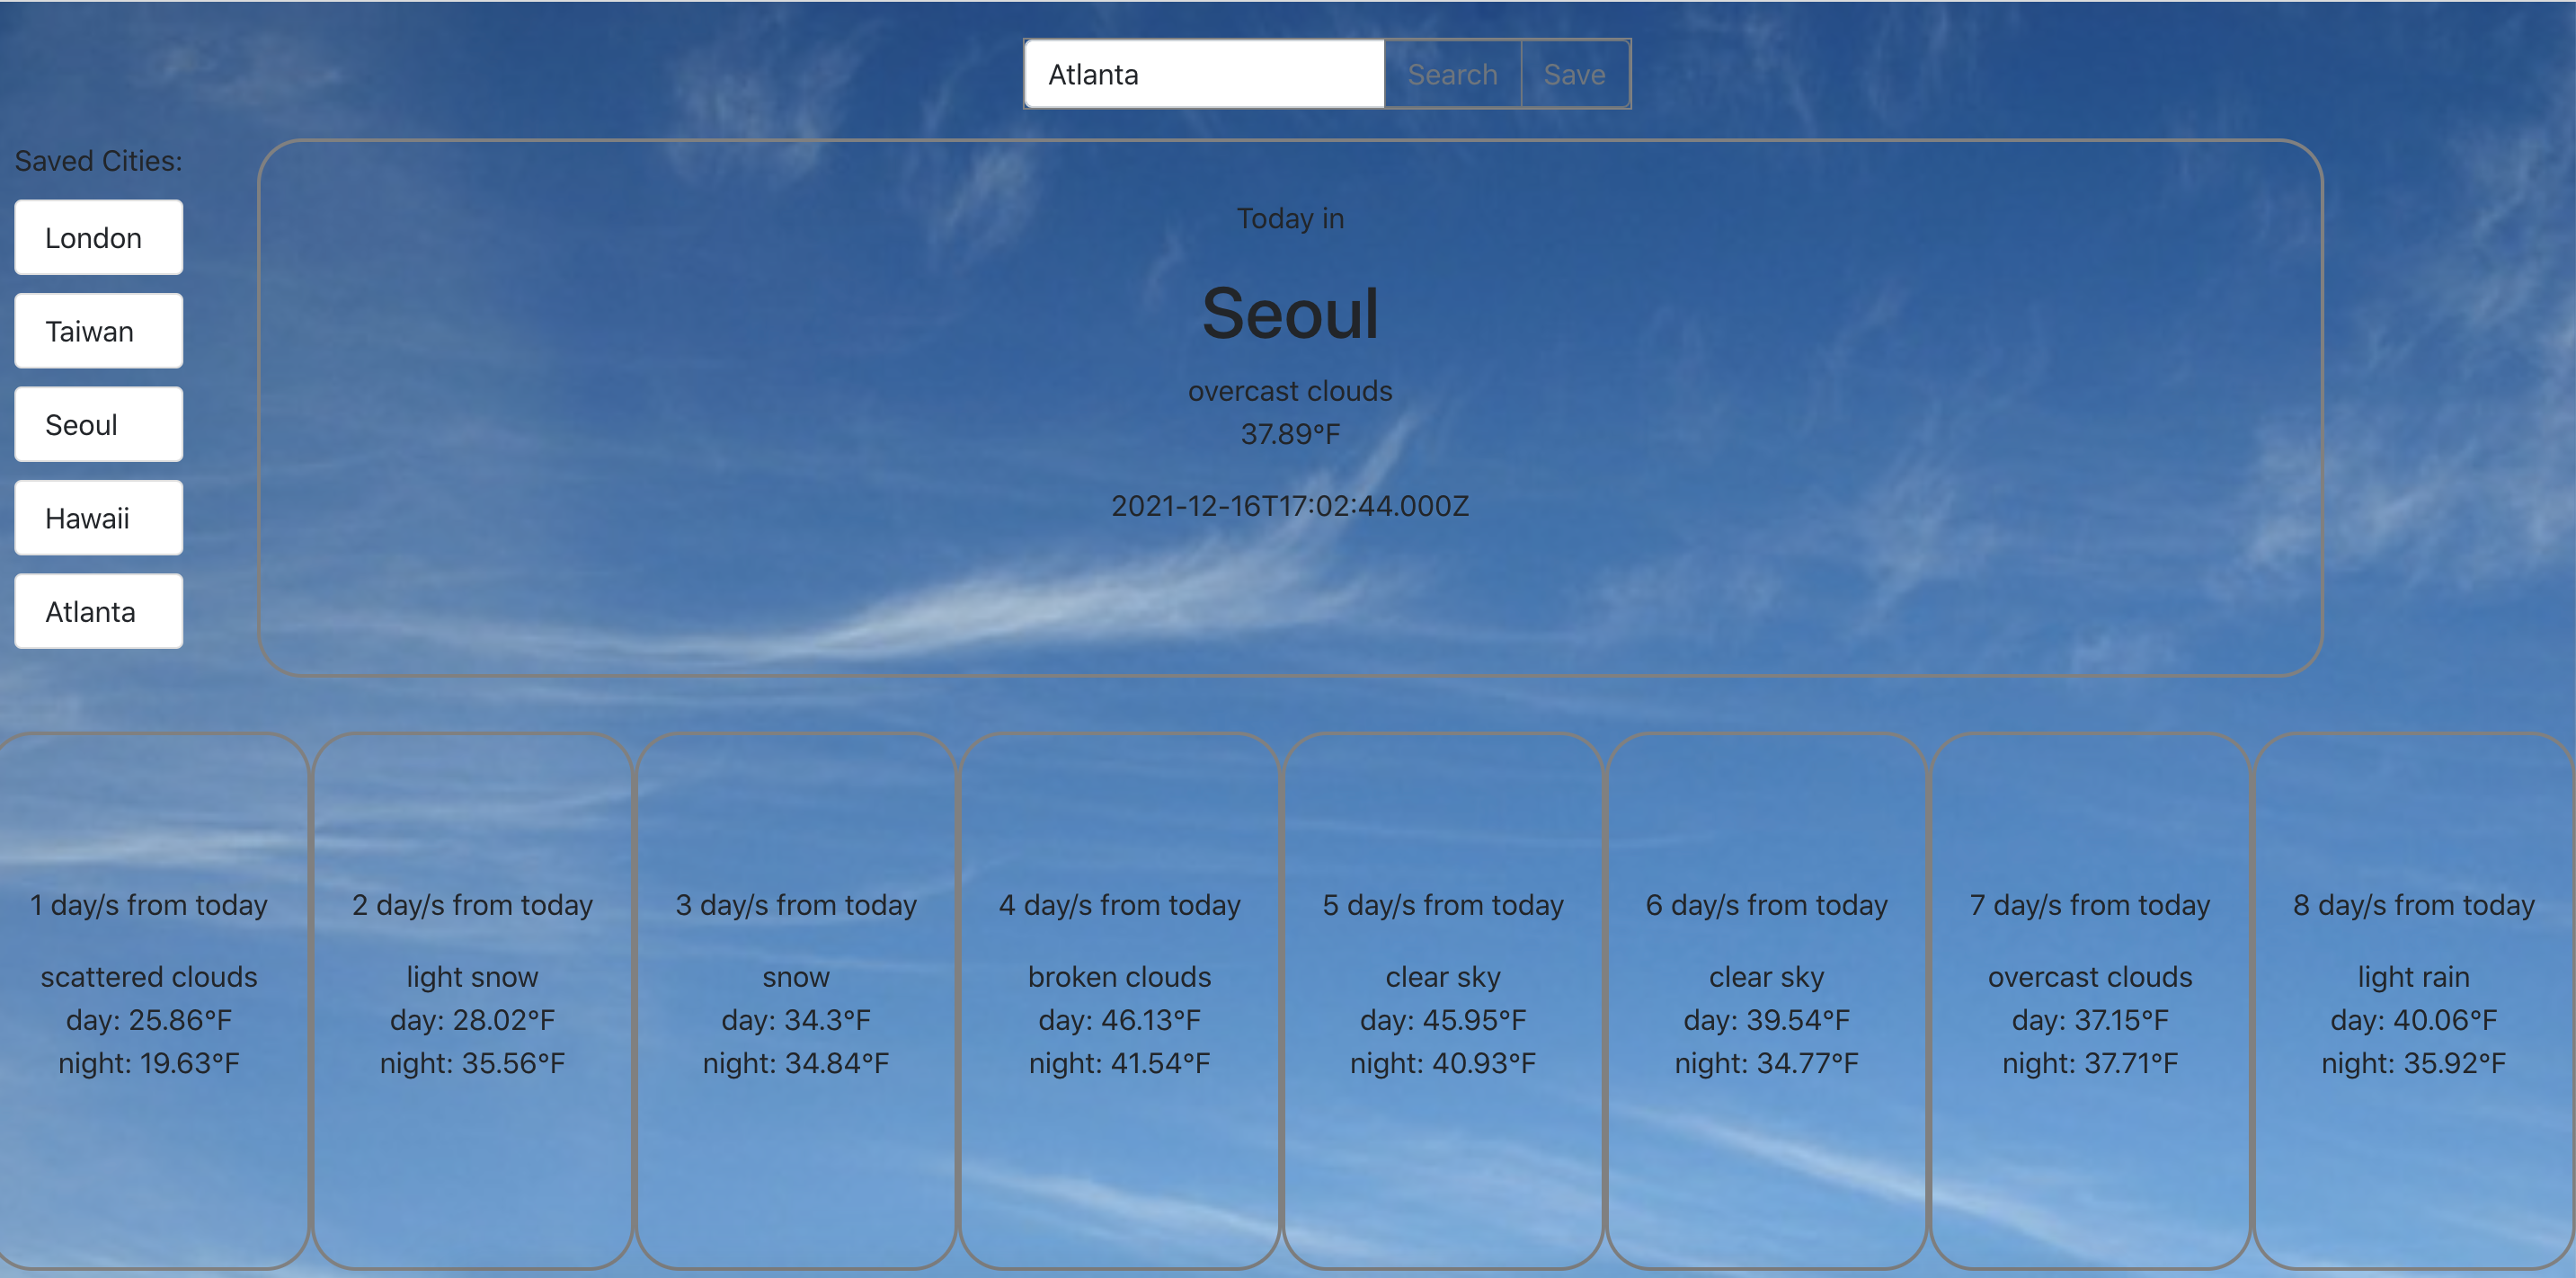 Atlanta
Search
Save
Saved Cities:
London
Taiwan
Seoul
Hawaii
Atlanta
Today in
Seoul
overcast clouds
37.89°F
2021-12-16T17:02:44.000Z
1 day/s from today
scattered clouds
day: 25.86°F
night: 19.63°F
2 day/s from today
light snow
day: 28.02°F
night: 35.56°F
3 day/s from today
snow
day: 34.3°F
night: 34.84°F
4 day/s from today
broken clouds
day: 46.13°F
night: 41.54°F
5 day/s from today
clear sky
day: 45.95°F
night: 40.93°F
6 day/s from today
clear sky
day: 39.54°F
night: 34.77°F
7 day/s from today
overcast clouds
day: 37.15°F
night: 37.71°F
8 day/s from today
light rain
day: 40.06°F
night: 35.92°F